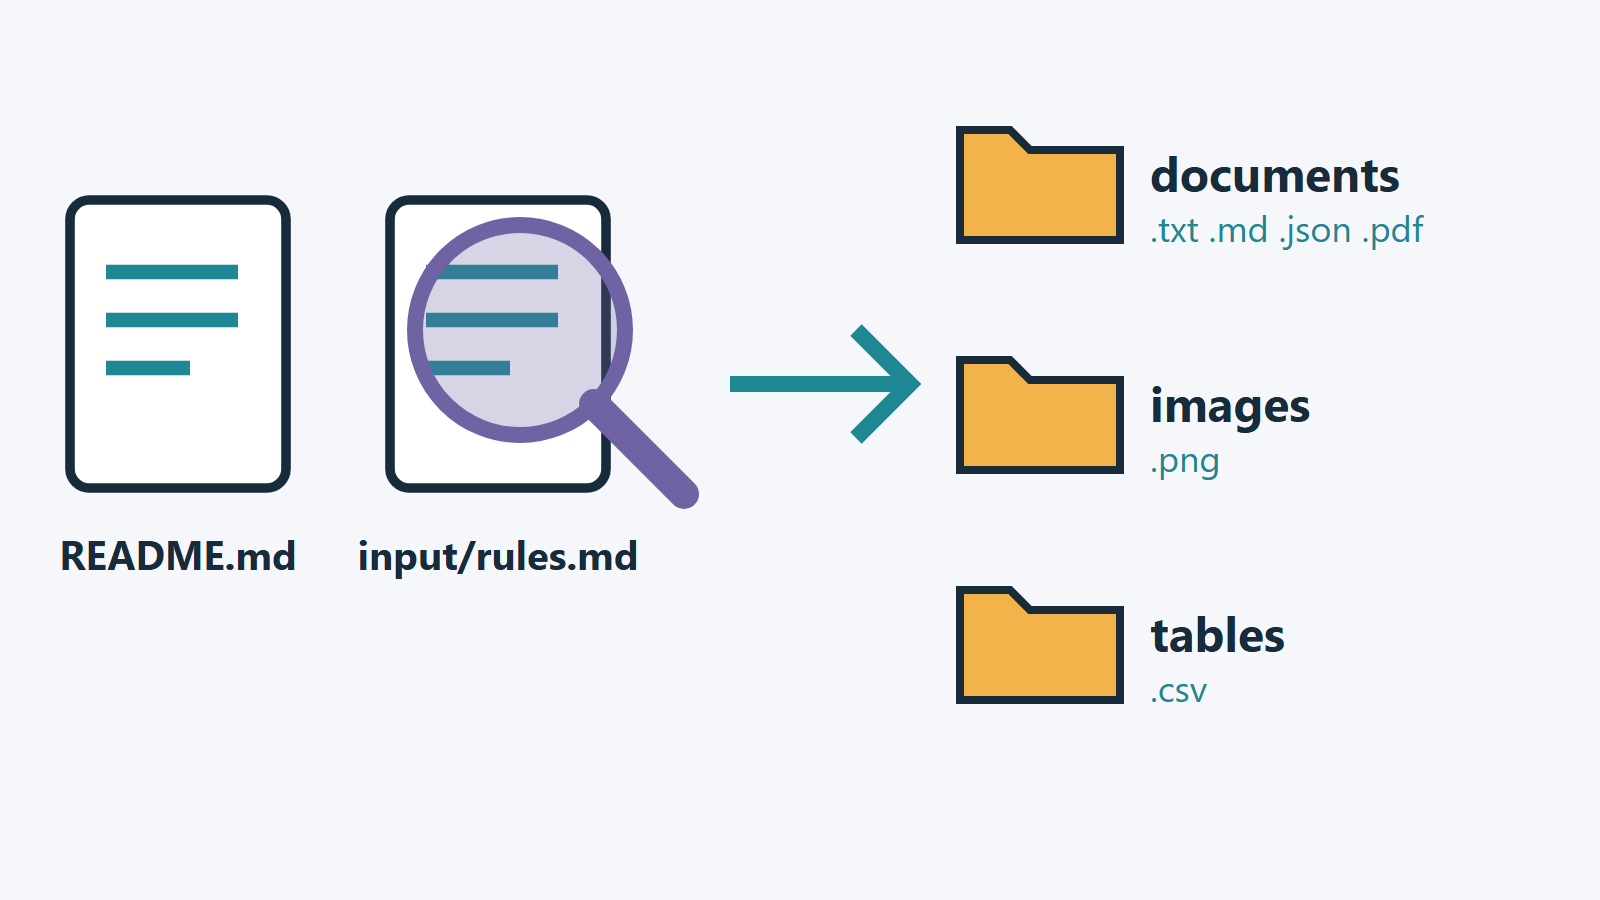 README.md
input/rules.md
documents
.txt .md .json .pdf
images
.png
tables
.csv